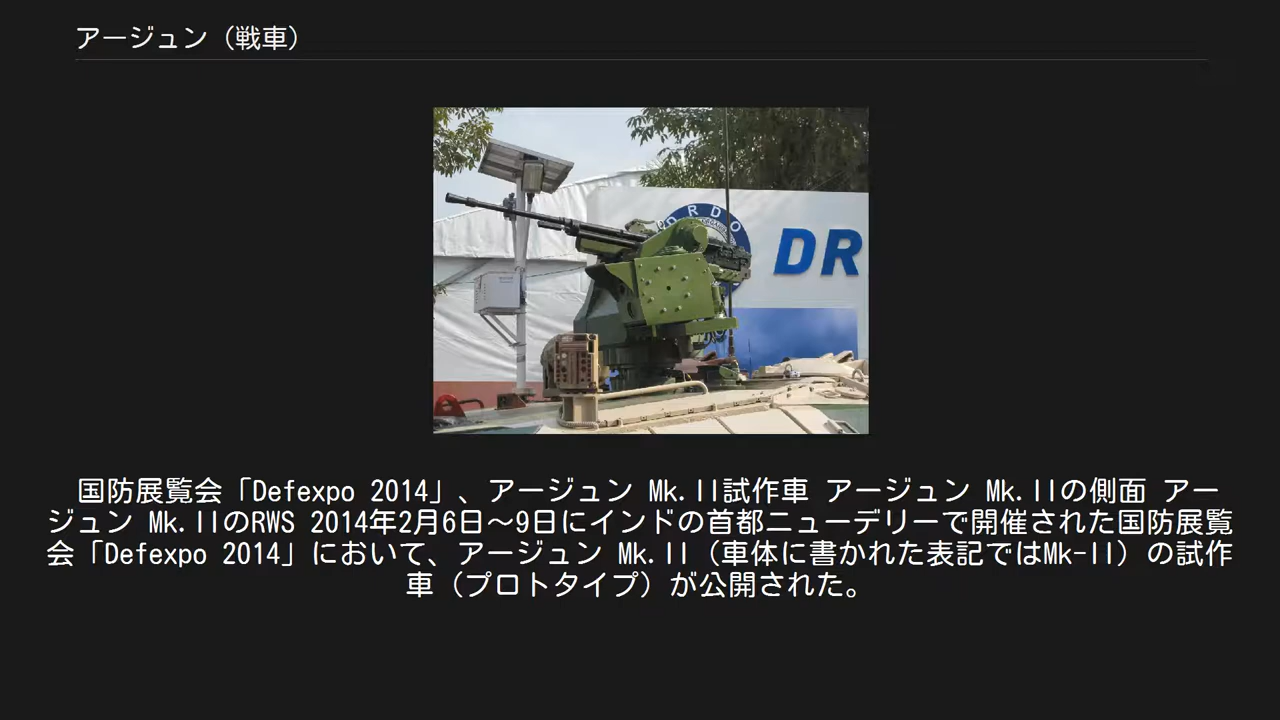 アージュン（戦車）
DRDO
DR
国防展覧会「Defexpo 2014」、アージュン Mk.II試作車 アージュン Mk.IIの側面 アー
ジュン Mk.IIのRWS 2014年2月6日～9日にインドの首都ニューデリーで開催された国防展覧
会「Defexpo 2014」において、アージュン Mk.II（車体に書かれた表記ではMk-II）の試作
車（プロトタイプ）が公開された。